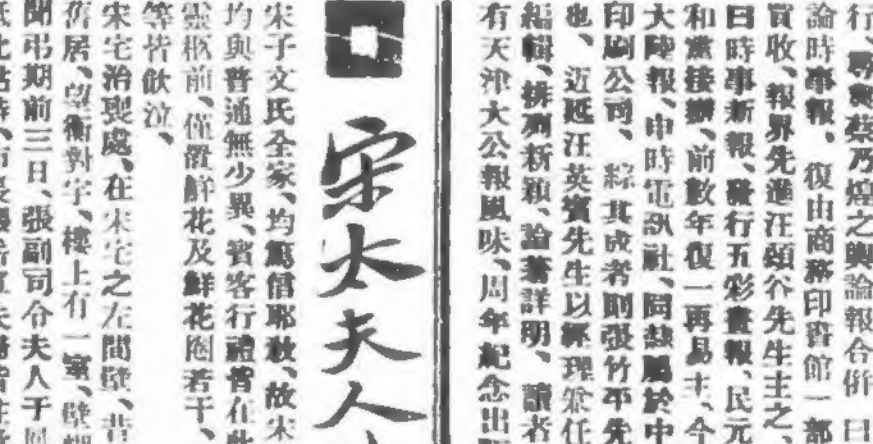 行、尋與蔡乃煌之輿論報合併曰
論時事報、復由商務印書館一部
實收、報界先進汪頌谷先生主之
曰時事新報、發行五彩畫報、民元
和黨接辦、前數年復一再易主、今
大陸報、申時電訊社、同隸屬於中
印刷公司、綜其成者則張竹平先
也、近延汪英賓先生以經理兼任
編輯、排列新穎、論著詳明、讀者
有天津大公報風味、周年紀念出
宋太夫人
宋子文氏全家、均篤信耶教、故宋
均與普通無少異、賓客行禮皆在此
靈柩前、僅置鮮花及鮮花圈若干、
等皆飲泣、
宋宅治喪處、在宋宅之左間壁、昔
舊居、望衡對宇、樓上有一室、壁
聞弔期前三日、張副司令夫人于鳳